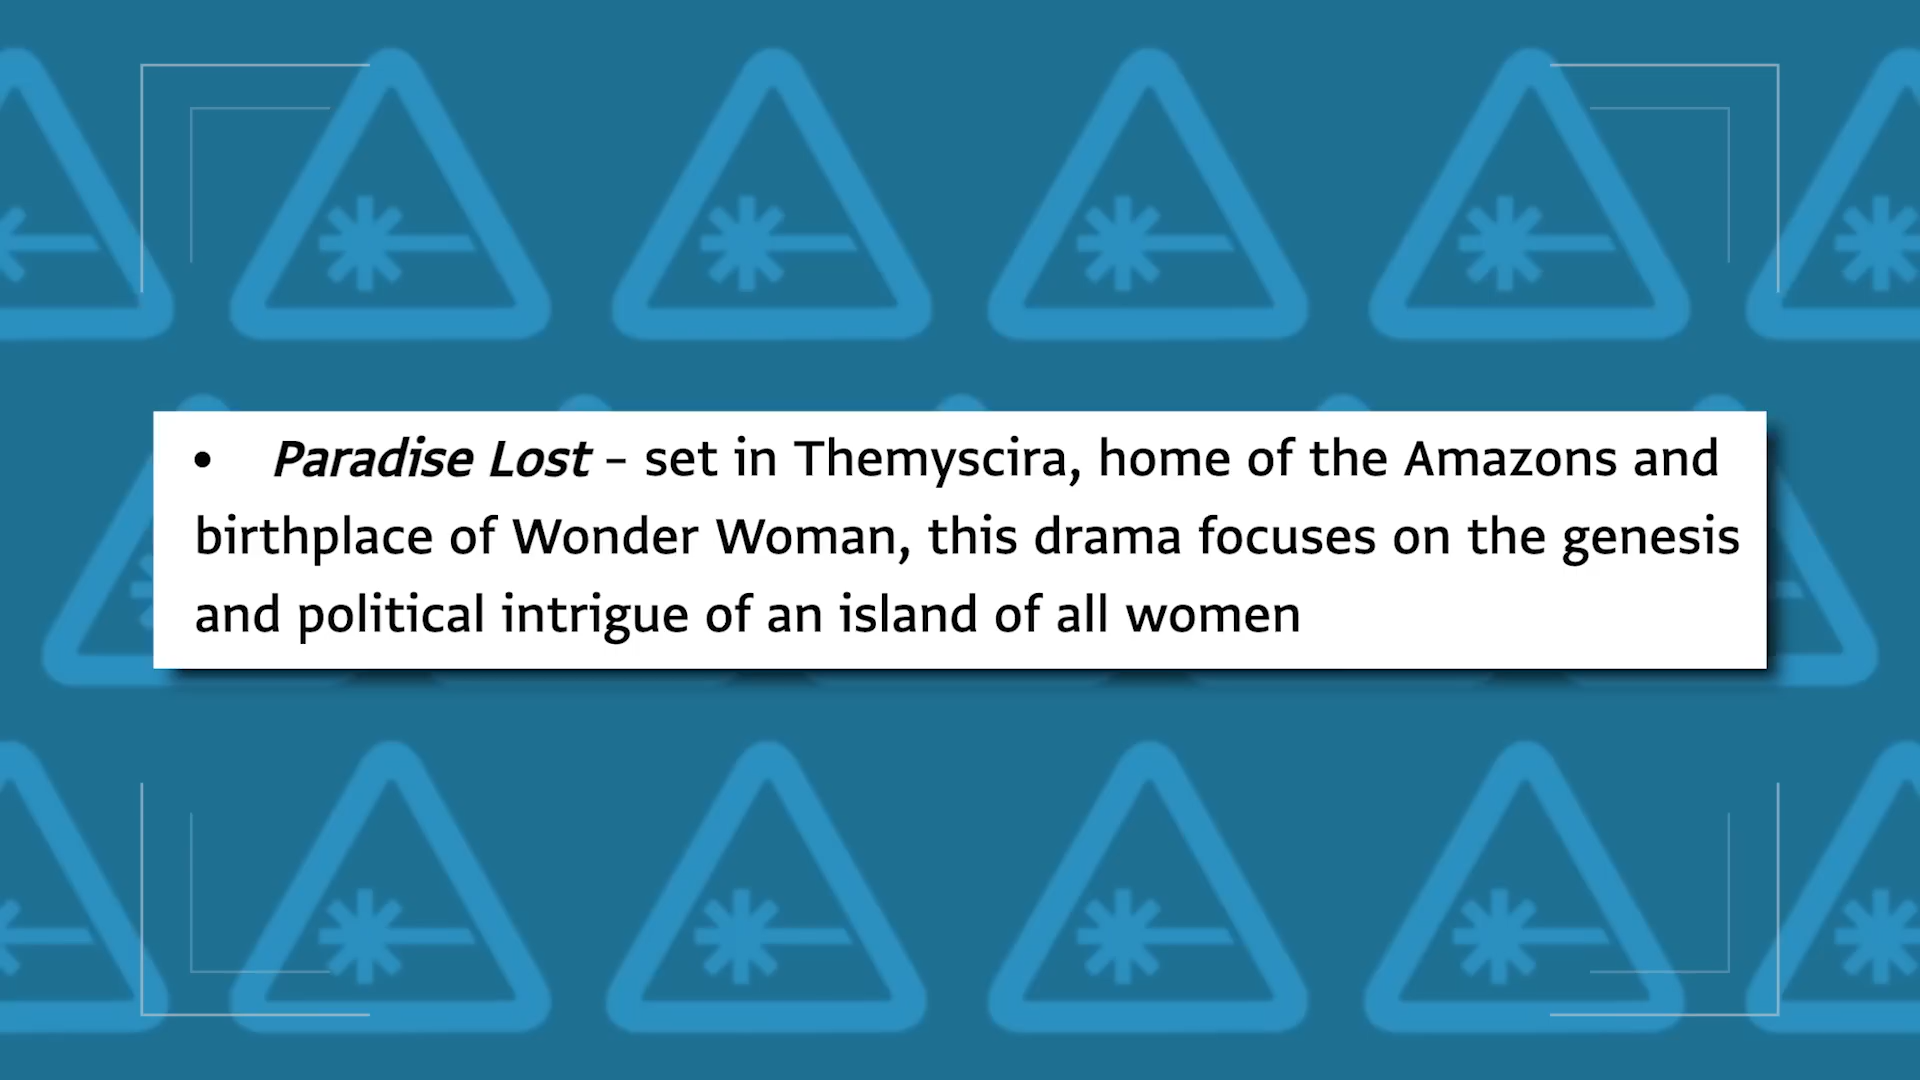 • Paradise Lost – set in Themyscira, home of the Amazons and
birthplace of Wonder Woman, this drama focuses on the genesis
and political intrigue of an island of all women